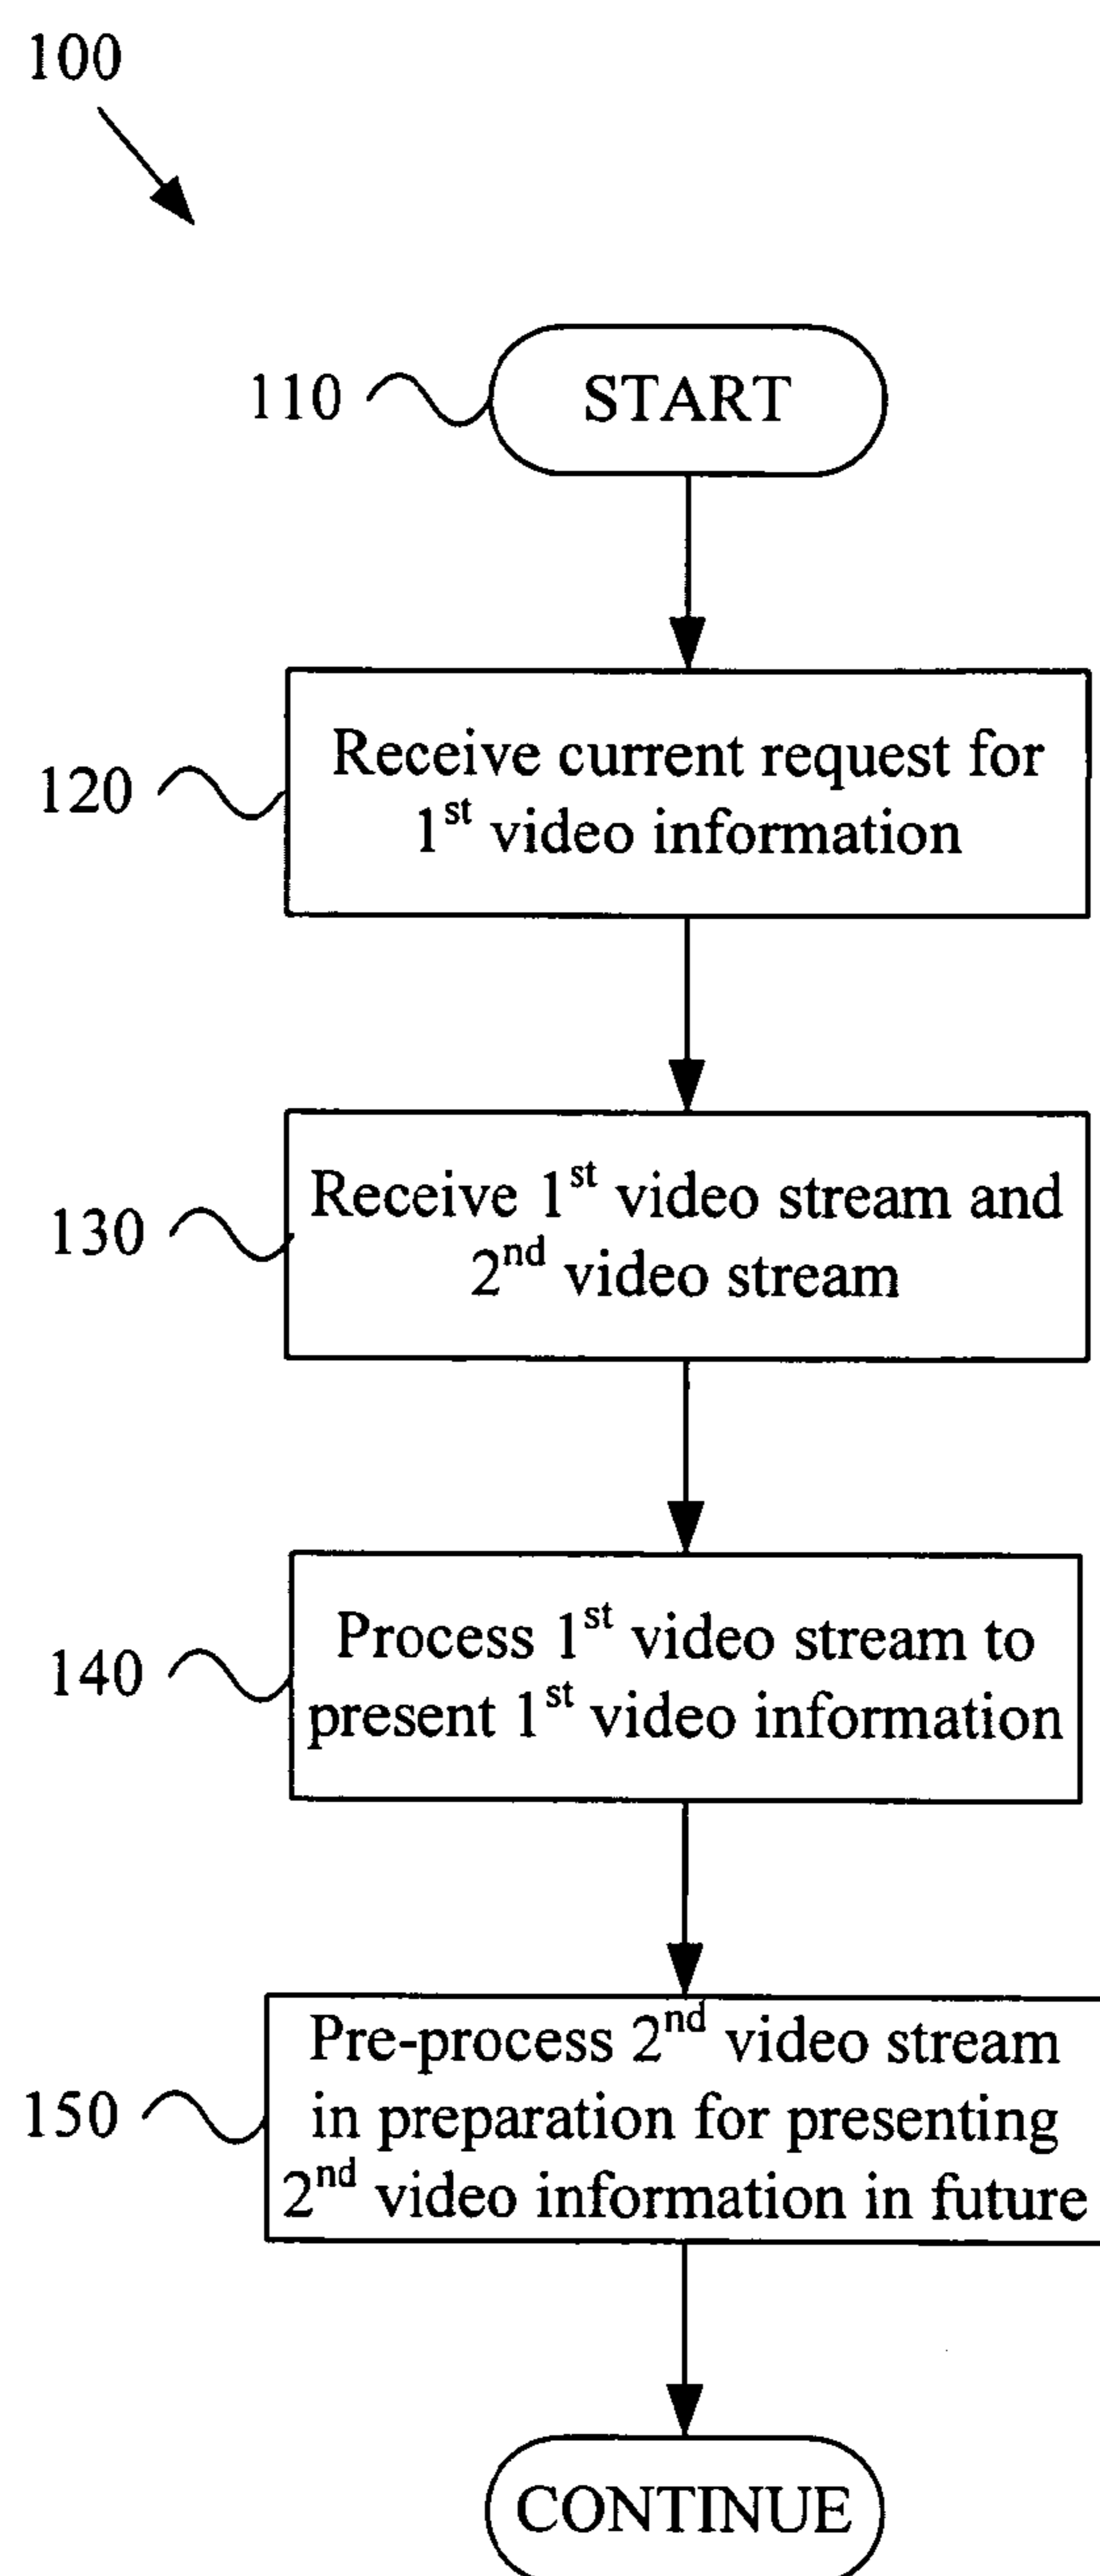 100
110
START
120
Receive current request for
1st video information
130
Receive 1st video stream and
2nd video stream
140
Process 1st video stream to
present 1st video information
150
Pre-process 2nd video stream
in preparation for presenting
2nd video information in future
CONTINUE